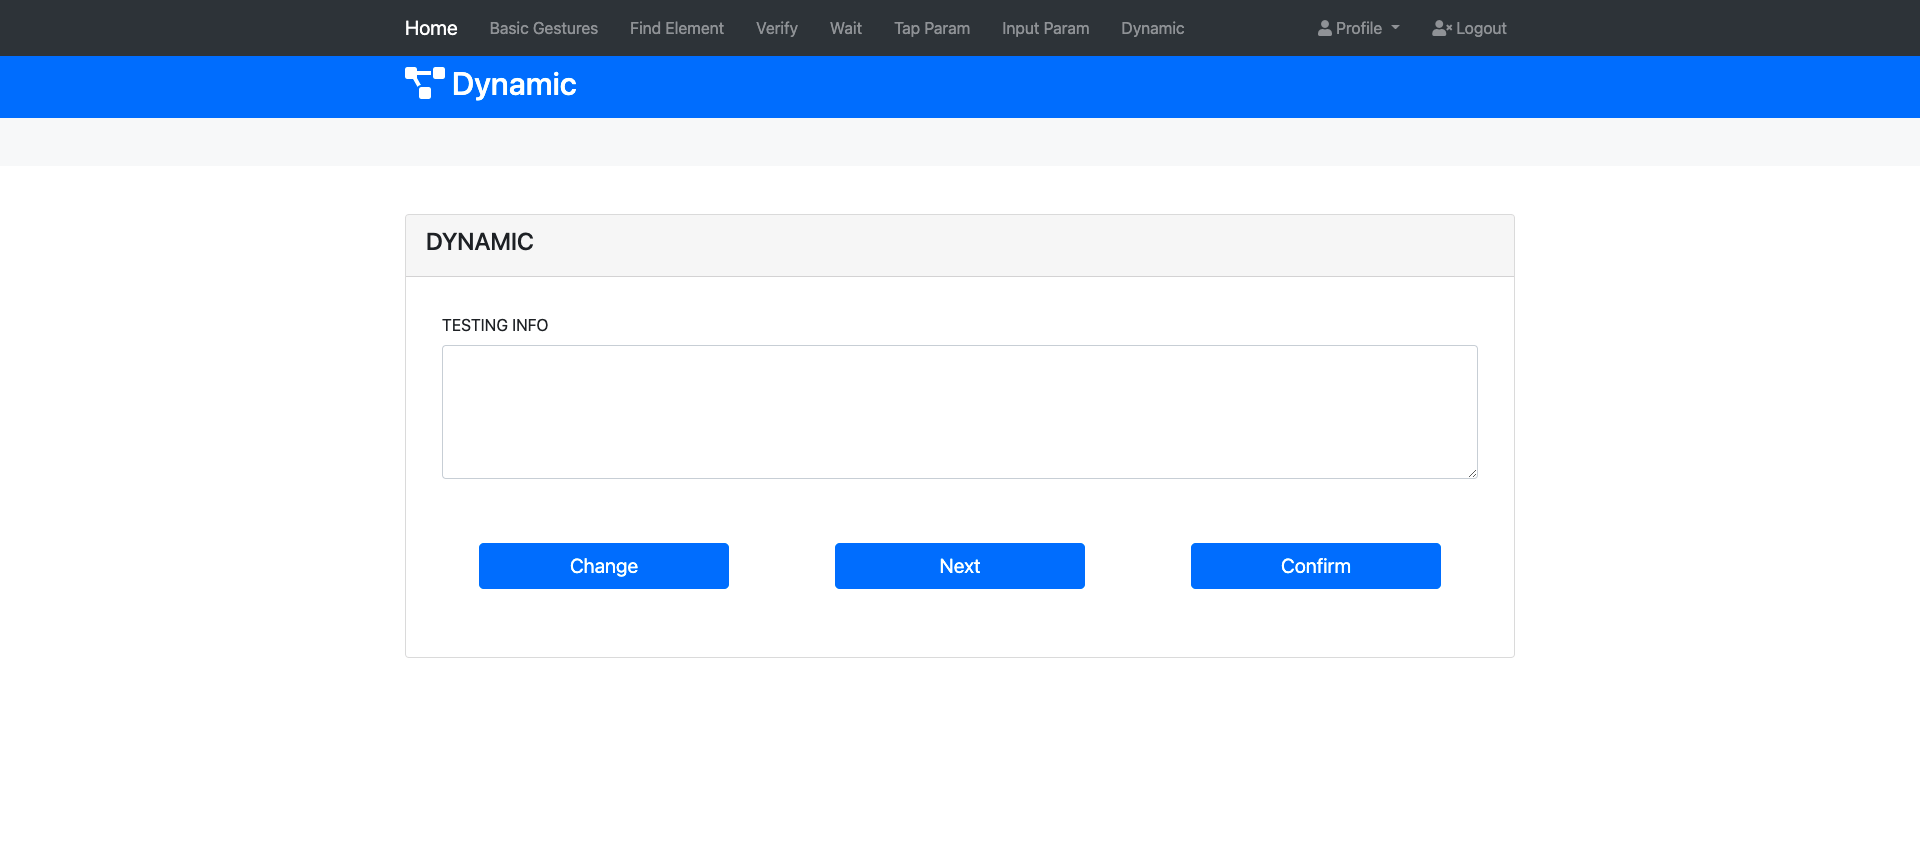 Home Basic Gestures Find Element Verify Wait Tap Param Input Param Dynamic Profile Logout
Dynamic
DYNAMIC
TESTING INFO
Change Next Confirm